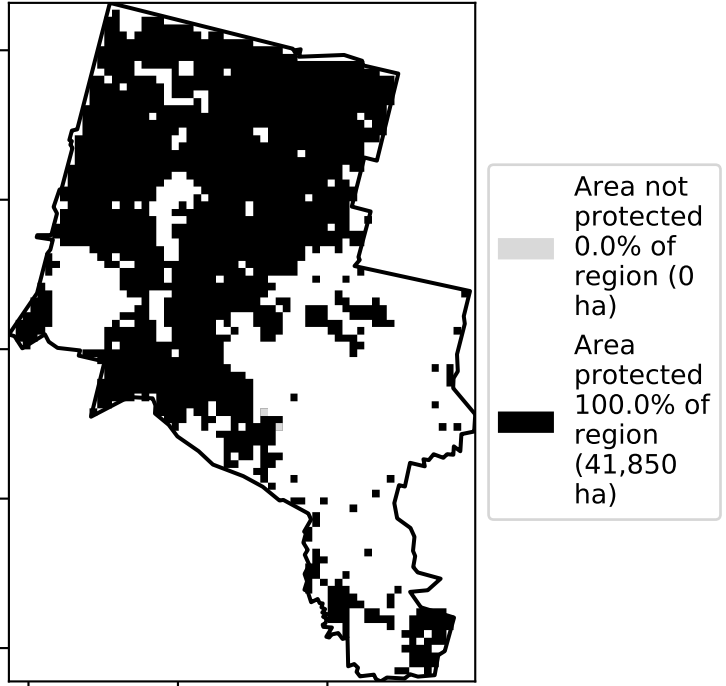 Area not
protected
0.0% of
region (0
ha)
Area
protected
100.0% of
region
(41,850
ha)